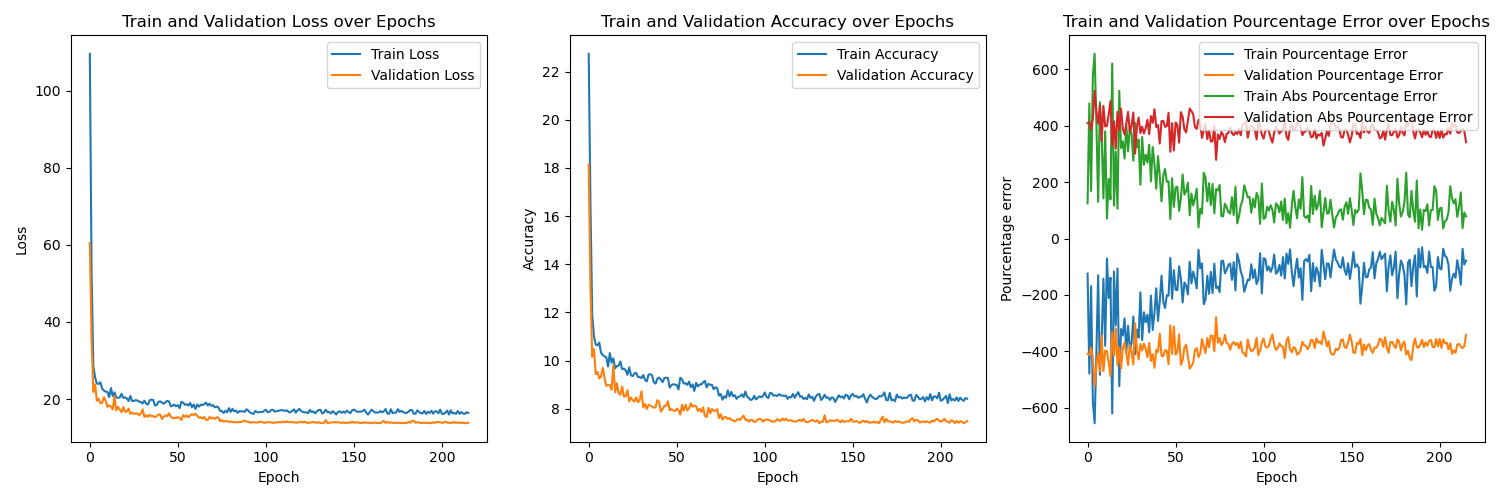 Train and Validation Loss over Epochs
Train Loss
Validation Loss
100
80
60
40
20
Loss
0
50
100
150
200
Epoch
Train and Validation Accuracy over Epochs
Train Accuracy
Validation Accuracy
22
20
18
16
14
12
10
8
Accuracy
0
50
100
150
200
Epoch
Train and Validation Pourcentage Error over Epochs
Train Pourcentage Error
Validation Pourcentage Error
Train Abs Pourcentage Error
Validation Abs Pourcentage Error
600
400
200
0
−200
−400
−600
Pourcentage error
0
50
100
150
200
Epoch